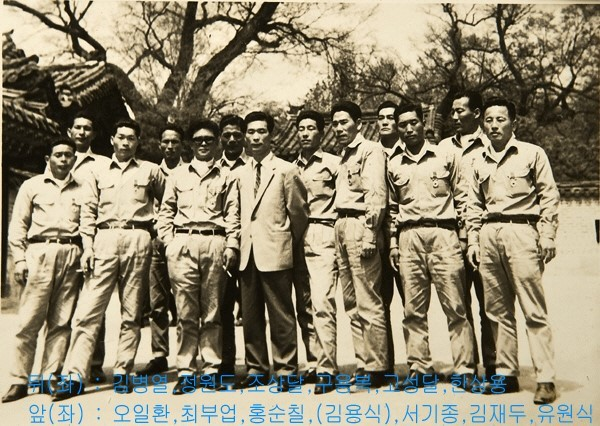 뒤(좌) : 김병열,정원도,조상달,구용복,고성달,한상용
앞(좌) : 오일환,최부업,홍순칠,(김용식),서기종,김재두,유원식